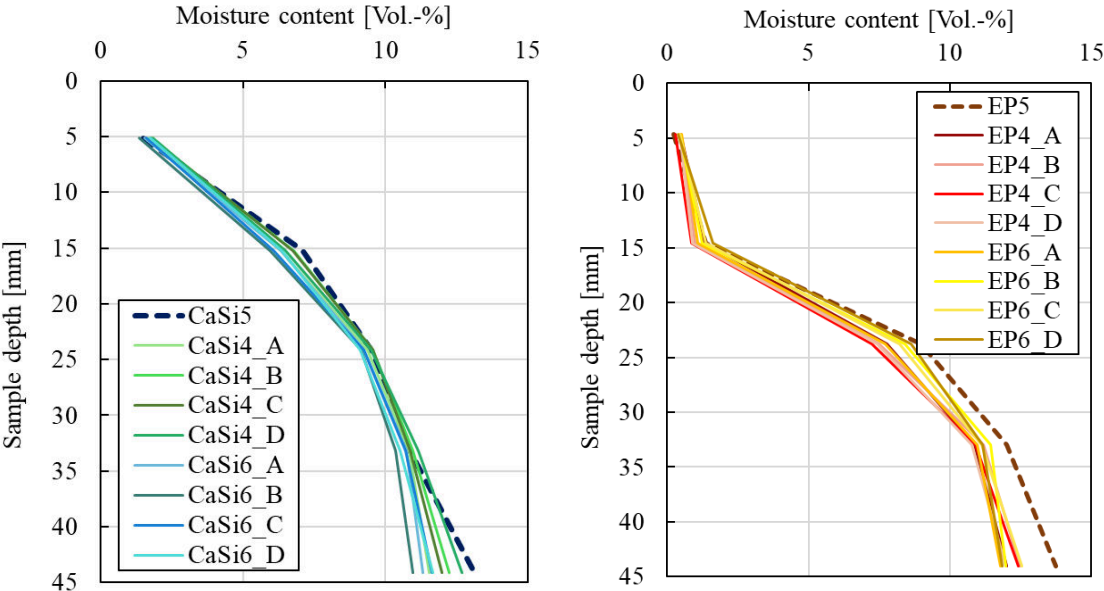 Moisture content [Vol.-%]
0 5 10 15
0
5
10
15
20
25
30
35
40
45
Sample depth [mm]
CaSi5
CaSi4_A
CaSi4_B
CaSi4_C
CaSi4_D
CaSi6_A
CaSi6_B
CaSi6_C
CaSi6_D
Moisture content [Vol.-%]
0 5 10 15
0
5
10
15
20
25
30
35
40
45
Sample depth [mm]
EP5
EP4_A
EP4_B
EP4_C
EP4_D
EP6_A
EP6_B
EP6_C
EP6_D